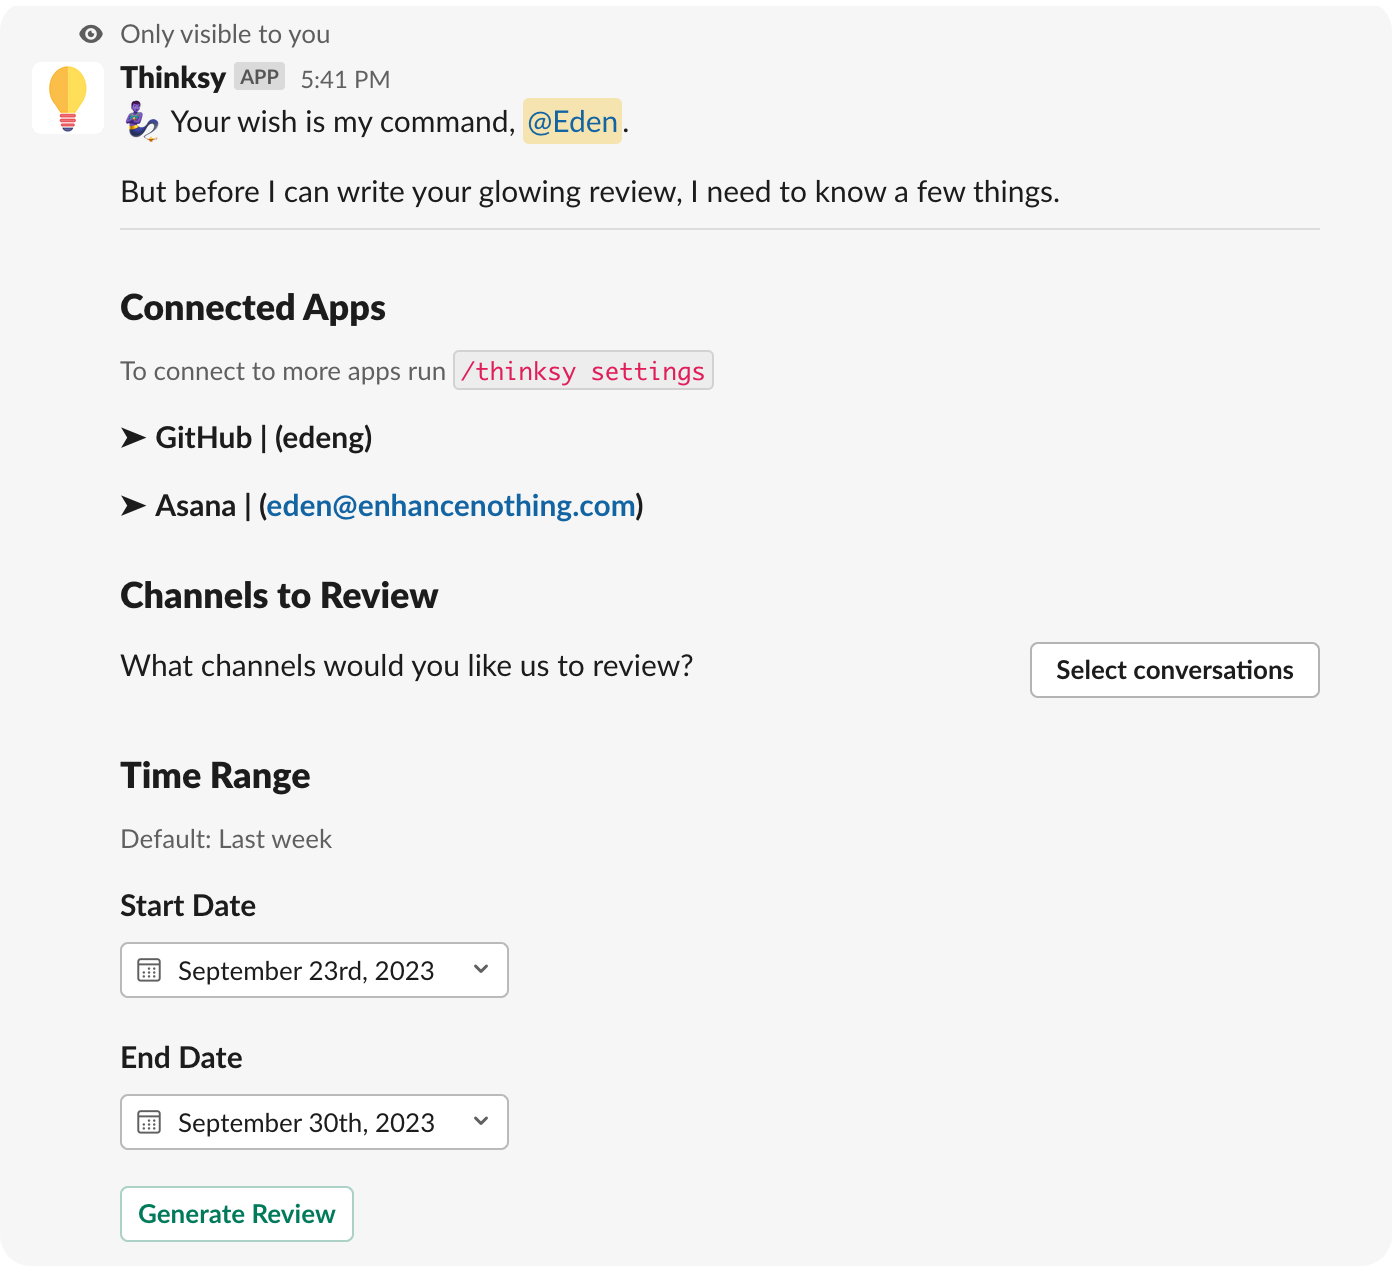 Only visible to you
Thinksy APP 5:41 PM
Your wish is my command, @Eden.
But before I can write your glowing review, I need to know a few things.
Connected Apps
To connect to more apps run /thinksy settings
➤ GitHub | (edeng)
➤ Asana | (eden@enhancenothing.com)
Channels to Review
What channels would you like us to review?
Select conversations
Time Range
Default: Last week
Start Date
September 23rd, 2023
End Date
September 30th, 2023
Generate Review